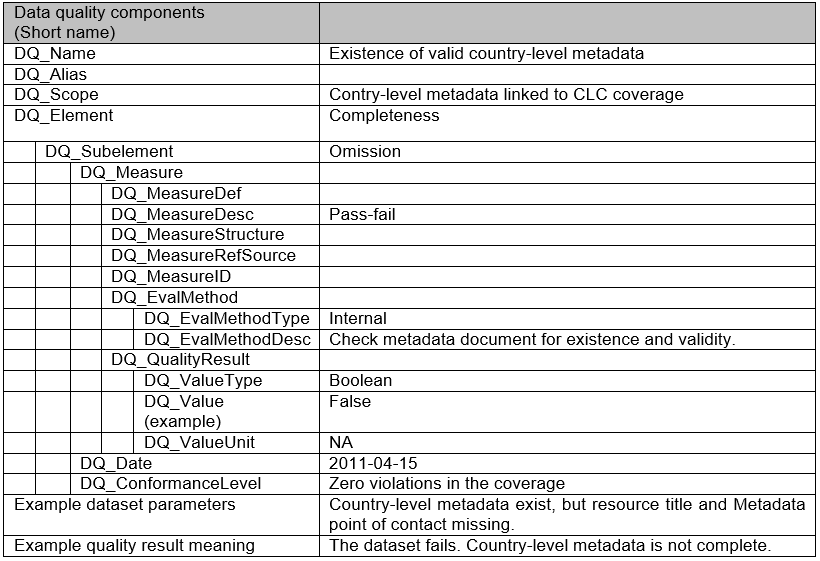 Data quality components
(Short name)
DQ_Name Existence of valid country-level metadata
DQ_Alias
DQ_Scope Contry-level metadata linked to CLC coverage
DQ_Element Completeness
DQ_Subelement Omission
DQ_Measure
DQ_MeasureDef
DQ_MeasureDesc Pass-fail
DQ_MeasureStructure
DQ_MeasureRefSource
DQ_MeasureID
DQ_EvalMethod
DQ_EvalMethodType Internal
DQ_EvalMethodDesc Check metadata document for existence and validity.
DQ_QualityResult
DQ_ValueType Boolean
DQ_Value False
(example)
DQ_ValueUnit NA
DQ_Date 2011-04-15
DQ_ConformanceLevel Zero violations in the coverage
Example dataset parameters Country-level metadata exist, but resource title and Metadata
point of contact missing.
Example quality result meaning The dataset fails. Country-level metadata is not complete.